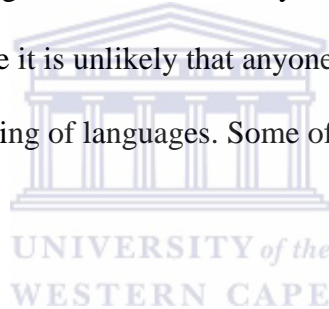 e it is unlikely that anyone
ing of languages. Some of
UNIVERSITY of the
WESTERN CAPE